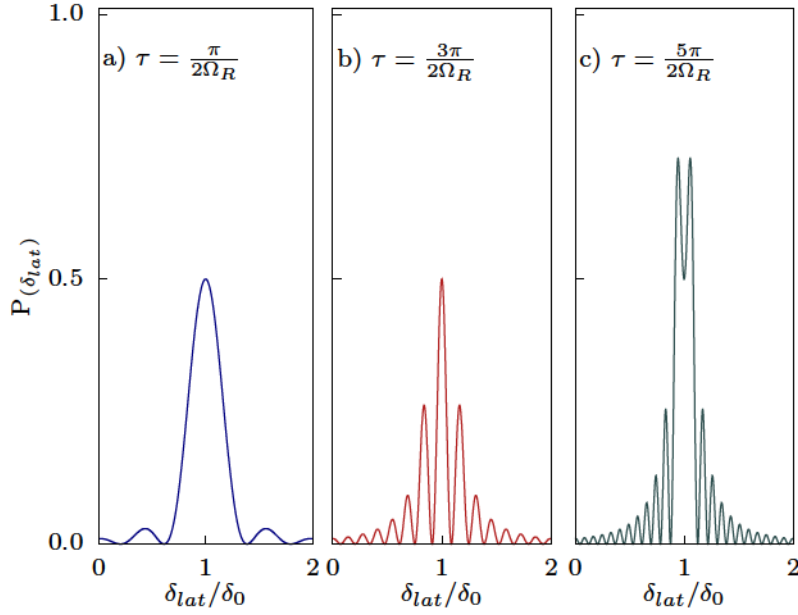 a) τ = π/2Ω_R
b) τ = 3π/2Ω_R
c) τ = 5π/2Ω_R
P(δ_lat)
1.0
0.5
0.0
0 1 2
0 1 2
0 1 2
δ_lat/δ_0
δ_lat/δ_0
δ_lat/δ_0